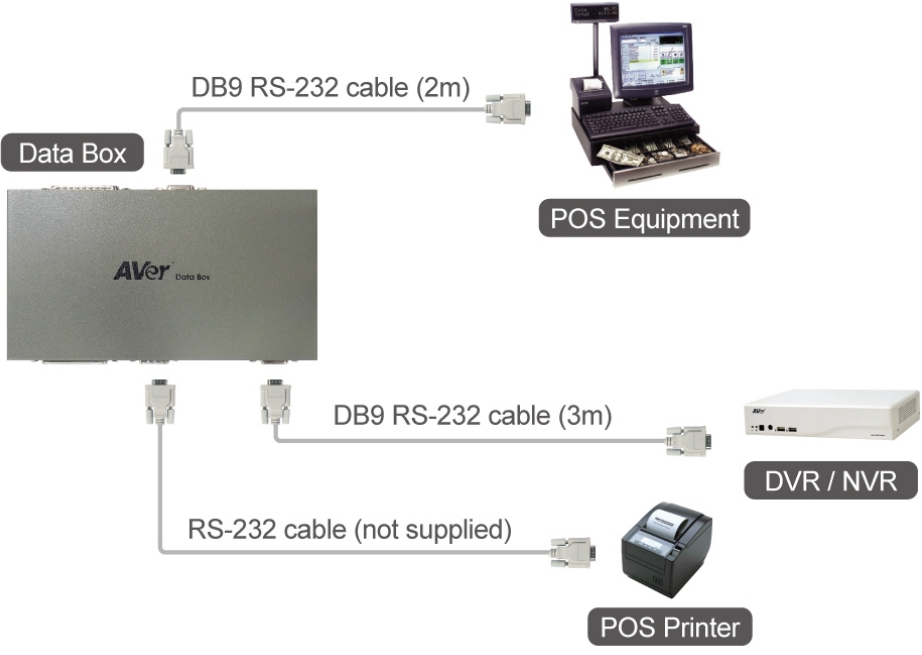 DB9 RS-232 cable (2m)
Data Box
POS Equipment
AVer Data Box
DB9 RS-232 cable (3m)
AVer
DVR / NVR
RS-232 cable (not supplied)
POS Printer